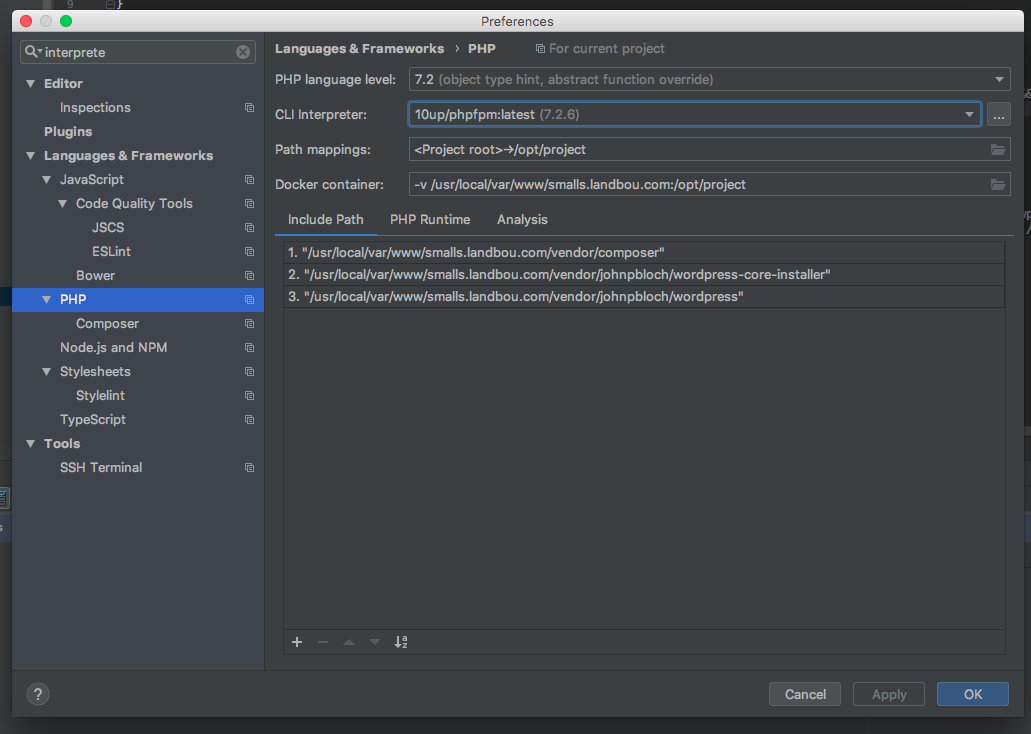 9
Preferences
interprete
Editor
Inspections
Plugins
Languages & Frameworks
JavaScript
Code Quality Tools
JSCS
ESLint
Bower
PHP
Composer
Node.js and NPM
Stylesheets
Stylelint
TypeScript
Tools
SSH Terminal
Languages & Frameworks › PHP For current project
PHP language level: 7.2 (object type hint, abstract function override)
CLI Interpreter: 10up/phpfpm:latest (7.2.6) ...
Path mappings: <Project root>→/opt/project
Docker container: -v /usr/local/var/www/smalls.landbou.com:/opt/project
Include Path PHP Runtime Analysis
1. "/usr/local/var/www/smalls.landbou.com/vendor/composer"
2. "/usr/local/var/www/smalls.landbou.com/vendor/johnpbloch/wordpress-core-installer"
3. "/usr/local/var/www/smalls.landbou.com/vendor/johnpbloch/wordpress"
? Cancel Apply OK